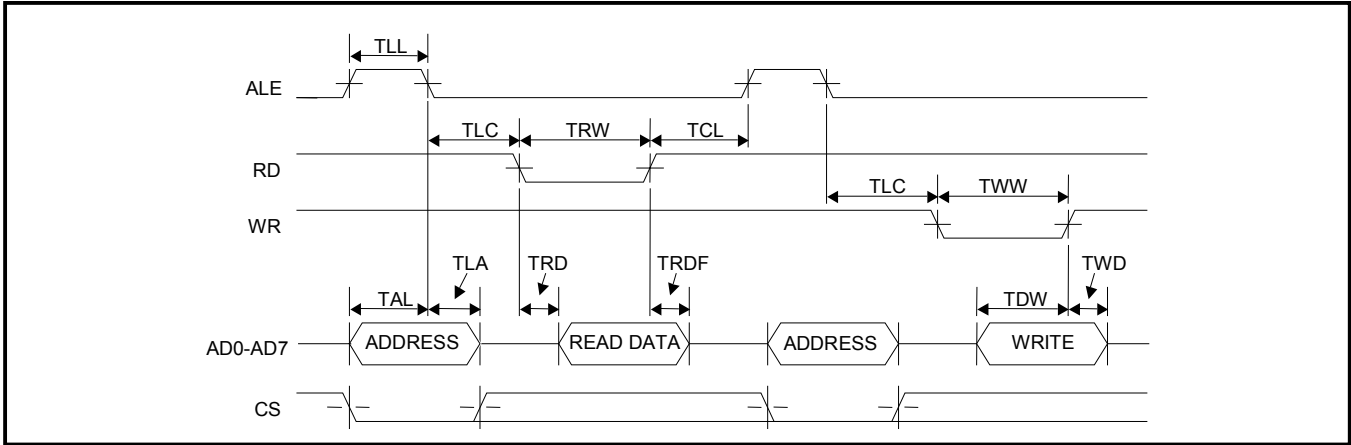 TLL
ALE
TLC TRW TCL
RD
TLC TWW
WR
TLA TRD TRDF TWD
TAL TDW
AD0-AD7 ADDRESS READ DATA ADDRESS WRITE
CS